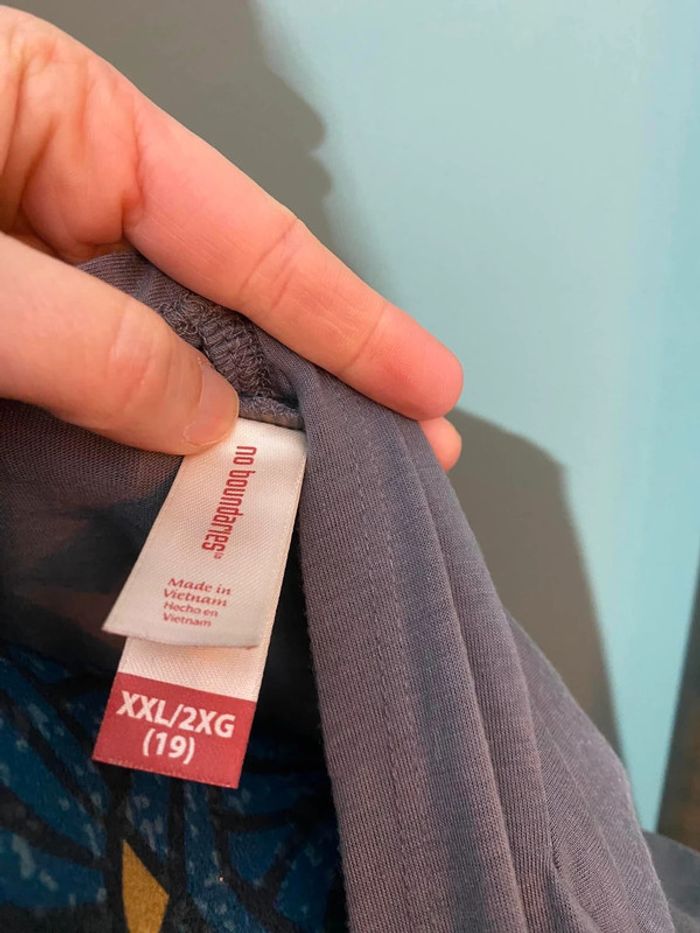 no boundaries
Made in
Vietnam
Hecho en
Vietnam
XXL/2XG
(19)